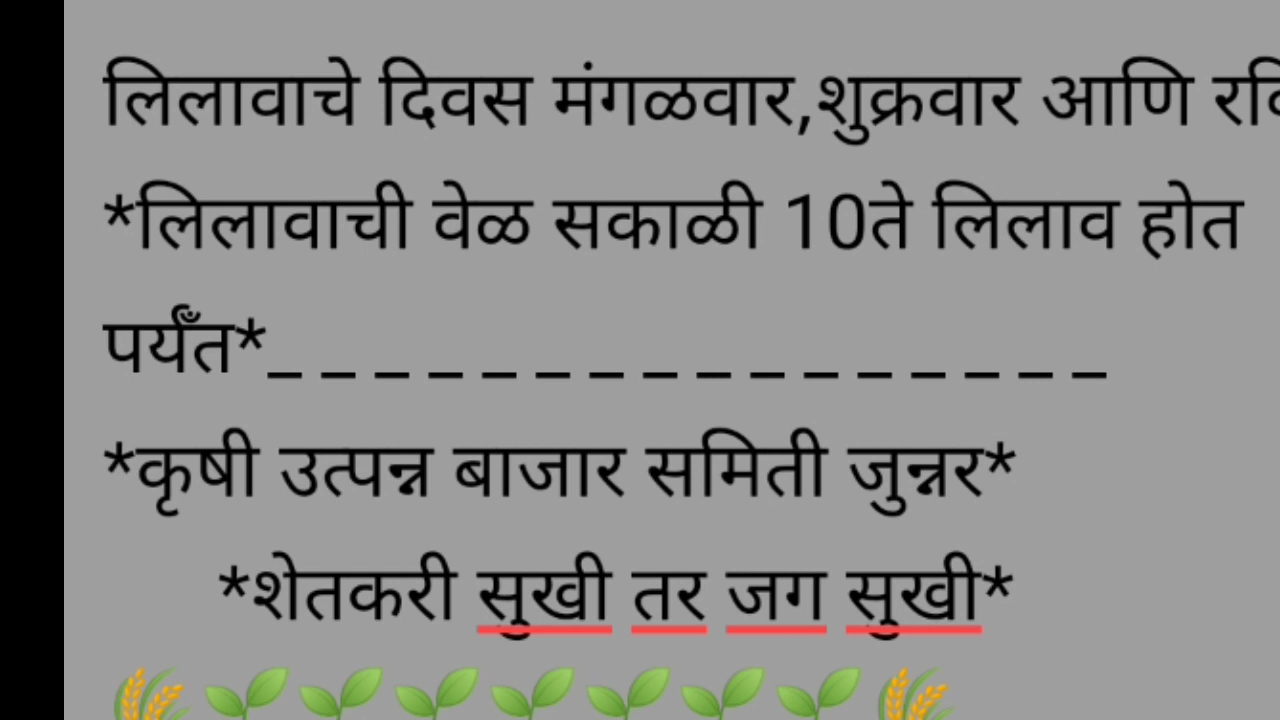 लिलावाचे दिवस मंगळवार,शुक्रवार आणि
*लिलावाची वेळ सकाळी 10ते लिलाव होत
पर्यँत*_ _ _ _ _ _ _ _ _ _ _ _ _ _ _ _
*कृषी उत्पन्न बाजार समिती जुन्नर*
*शेतकरी सुखी तर जग सुखी*